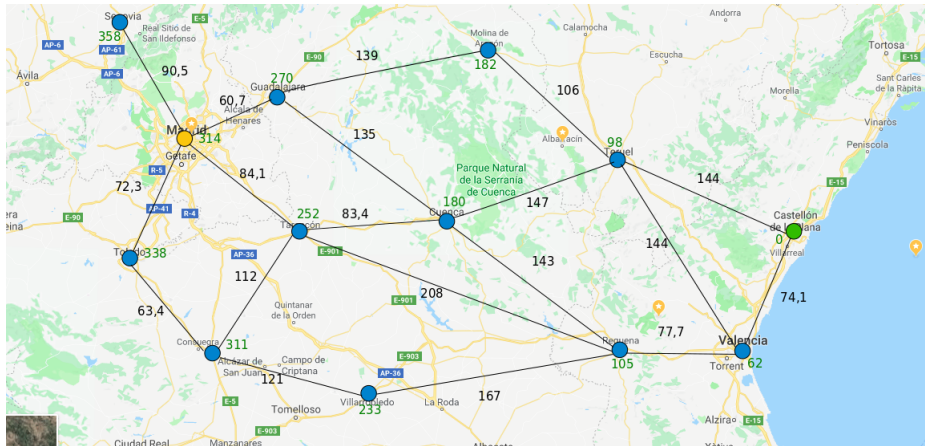 Segovia
E-5
Real Sitio de
San Ildefonso
358
AP-6
AP-61
AP-6
Ávila
90,5
270
Guadalajara
60,7
Alcalá de
Henares
139
E-90
Molina de
Aragón
182
Calamocha
Andorra
Escucha
Tortosa
E-15
Sant Carles
de la Ràpita
Morella
Vinaròs
Peniscola
106
Madrid
314
Getafe
R-5
R-4
AP-41
72,3
84,1
135
Albarracín
98
Teruel
Parque Natural
de la Serranía
de Cuenca
144
E-15
E-90
252
Tarancón
83,4
180
Cuenca
147
Castellón
de la Plana
0
Villarreal
Toledo
338
AP-36
E-901
112
143
144
63,4
208
E-901
Quintanar
de la Orden
74,1
77,7
Consuegra
311
Alcázar de
San Juan
Campo de
Criptana
E-903
Requena
105
Valencia
Torrent
62
121
AP-36
Villarrobledo
233
167
E-5
Tomelloso
La Roda
E-903
Alzira
E-15
Ciudad Real
Manzanares
Albacete
Xàtiva